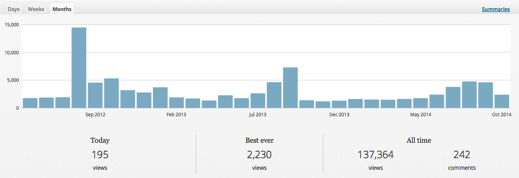 Days Weeks Months Summaries
15,000
10,000
5,000
0
Sep 2012 Feb 2013 Jul 2013 Dec 2013 May 2014 Oct 2014
Today Best ever All time
195 2,230 137,364 242
views views views comments